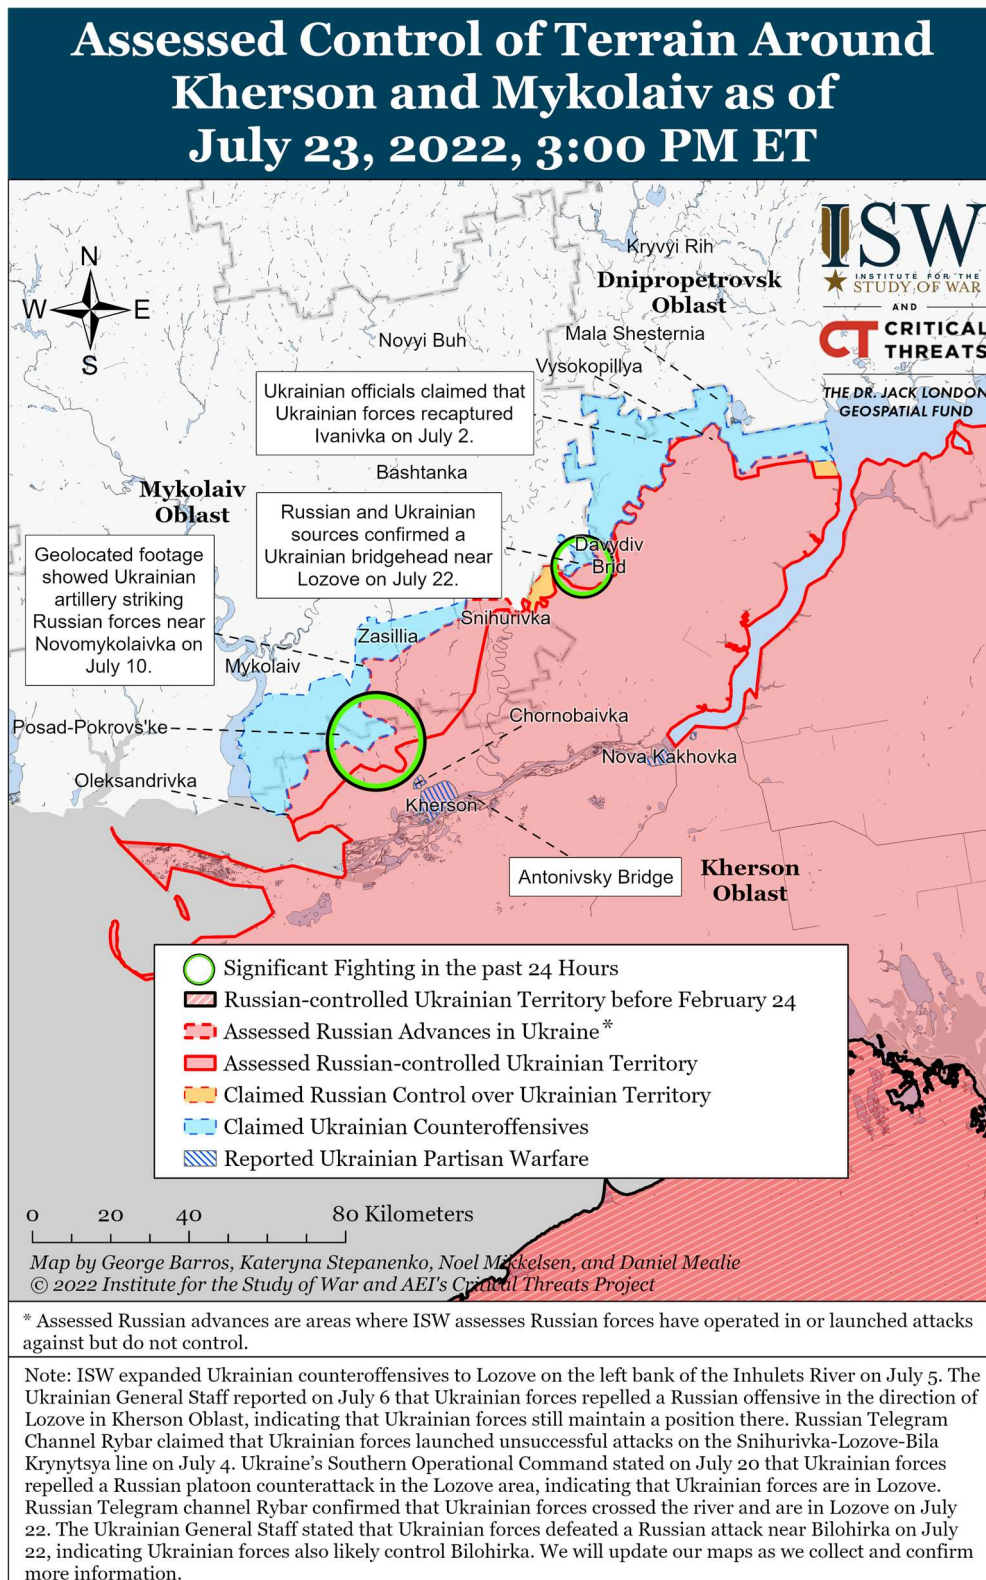 Assessed Control of Terrain Around
Kherson and Mykolaiv as of
July 23, 2022, 3:00 PM ET
N
W
E
S
ISW
INSTITUTE FOR THE
STUDY OF WAR
AND
CT CRITICAL
THREATS
THE DR. JACK LONDON
GEOSPATIAL FUND
Kryvyi Rih
Dnipropetrovsk
Oblast
Mala Shesternia
Novyi Buh
Vysokopillya
Ukrainian officials claimed that
Ukrainian forces recaptured
Ivanivka on July 2.
Bashtanka
Mykolaiv
Oblast
Russian and Ukrainian
sources confirmed a
Ukrainian bridgehead near
Lozove on July 22.
Davydiv
Brid
Geolocated footage
showed Ukrainian
artillery striking
Russian forces near
Novomykolaivka on
July 10.
Snihurivka
Zasillia
Mykolaiv
Chornobaivka
Posad-Pokrovs'ke
Nova Kakhovka
Oleksandrivka
Kherson
Antonivsky Bridge
Kherson
Oblast
Significant Fighting in the past 24 Hours
Russian-controlled Ukrainian Territory before February 24
Assessed Russian Advances in Ukraine*
Assessed Russian-controlled Ukrainian Territory
Claimed Russian Control over Ukrainian Territory
Claimed Ukrainian Counteroffensives
Reported Ukrainian Partisan Warfare
0 20 40 80 Kilometers
Map by George Barros, Kateryna Stepanenko, Noel Mikkelsen, and Daniel Mealie
© 2022 Institute for the Study of War and AEI's Critical Threats Project
* Assessed Russian advances are areas where ISW assesses Russian forces have operated in or launched attacks
against but do not control.
Note: ISW expanded Ukrainian counteroffensives to Lozove on the left bank of the Inhulets River on July 5. The
Ukrainian General Staff reported on July 6 that Ukrainian forces repelled a Russian offensive in the direction of
Lozove in Kherson Oblast, indicating that Ukrainian forces still maintain a position there. Russian Telegram
Channel Rybar claimed that Ukrainian forces launched unsuccessful attacks on the Snihurivka-Lozove-Bila
Krynytsya line on July 4. Ukraine’s Southern Operational Command stated on July 20 that Ukrainian forces
repelled a Russian platoon counterattack in the Lozove area, indicating that Ukrainian forces are in Lozove.
Russian Telegram channel Rybar confirmed that Ukrainian forces crossed the river and are in Lozove on July
22. The Ukrainian General Staff stated that Ukrainian forces defeated a Russian attack near Bilohirka on July
22, indicating Ukrainian forces also likely control Bilohirka. We will update our maps as we collect and confirm
more information.